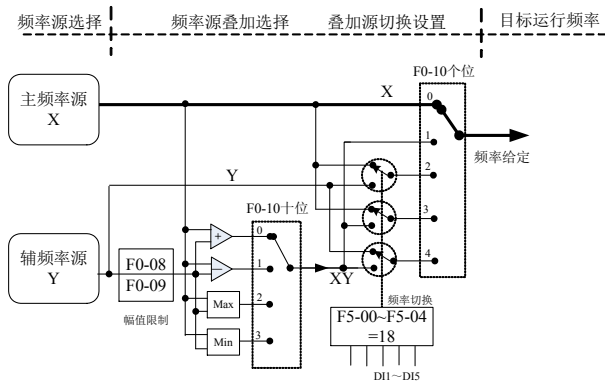 频率源选择 频率源叠加选择 叠加源切换设置 目标运行频率
F0-10个位
主频率源
X
X
0
1
2
3
4
频率给定
Y
F0-10十位
辅频率源
Y
F0-08
F0-09
幅值限制
+
−
Max
Min
0
1
2
3
XY
频率切换
F5-00~F5-04
=18
DI1～DI5